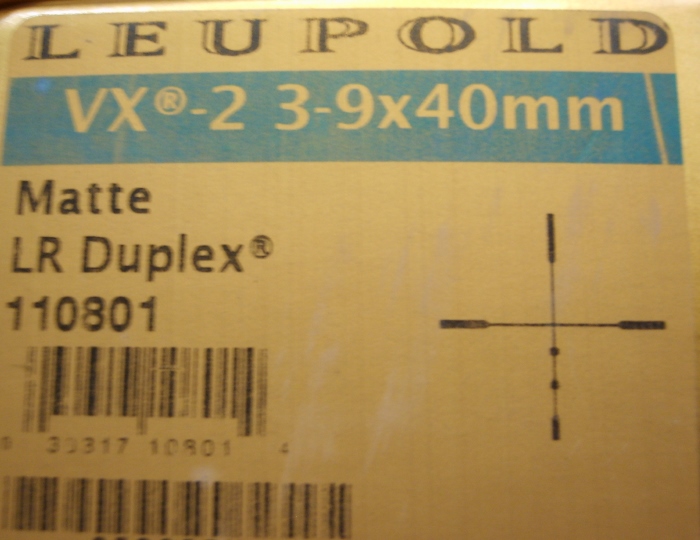 LEUPOLD
VX®-2 3-9x40mm
Matte
LR Duplex®
110801
0 30317 10801 4